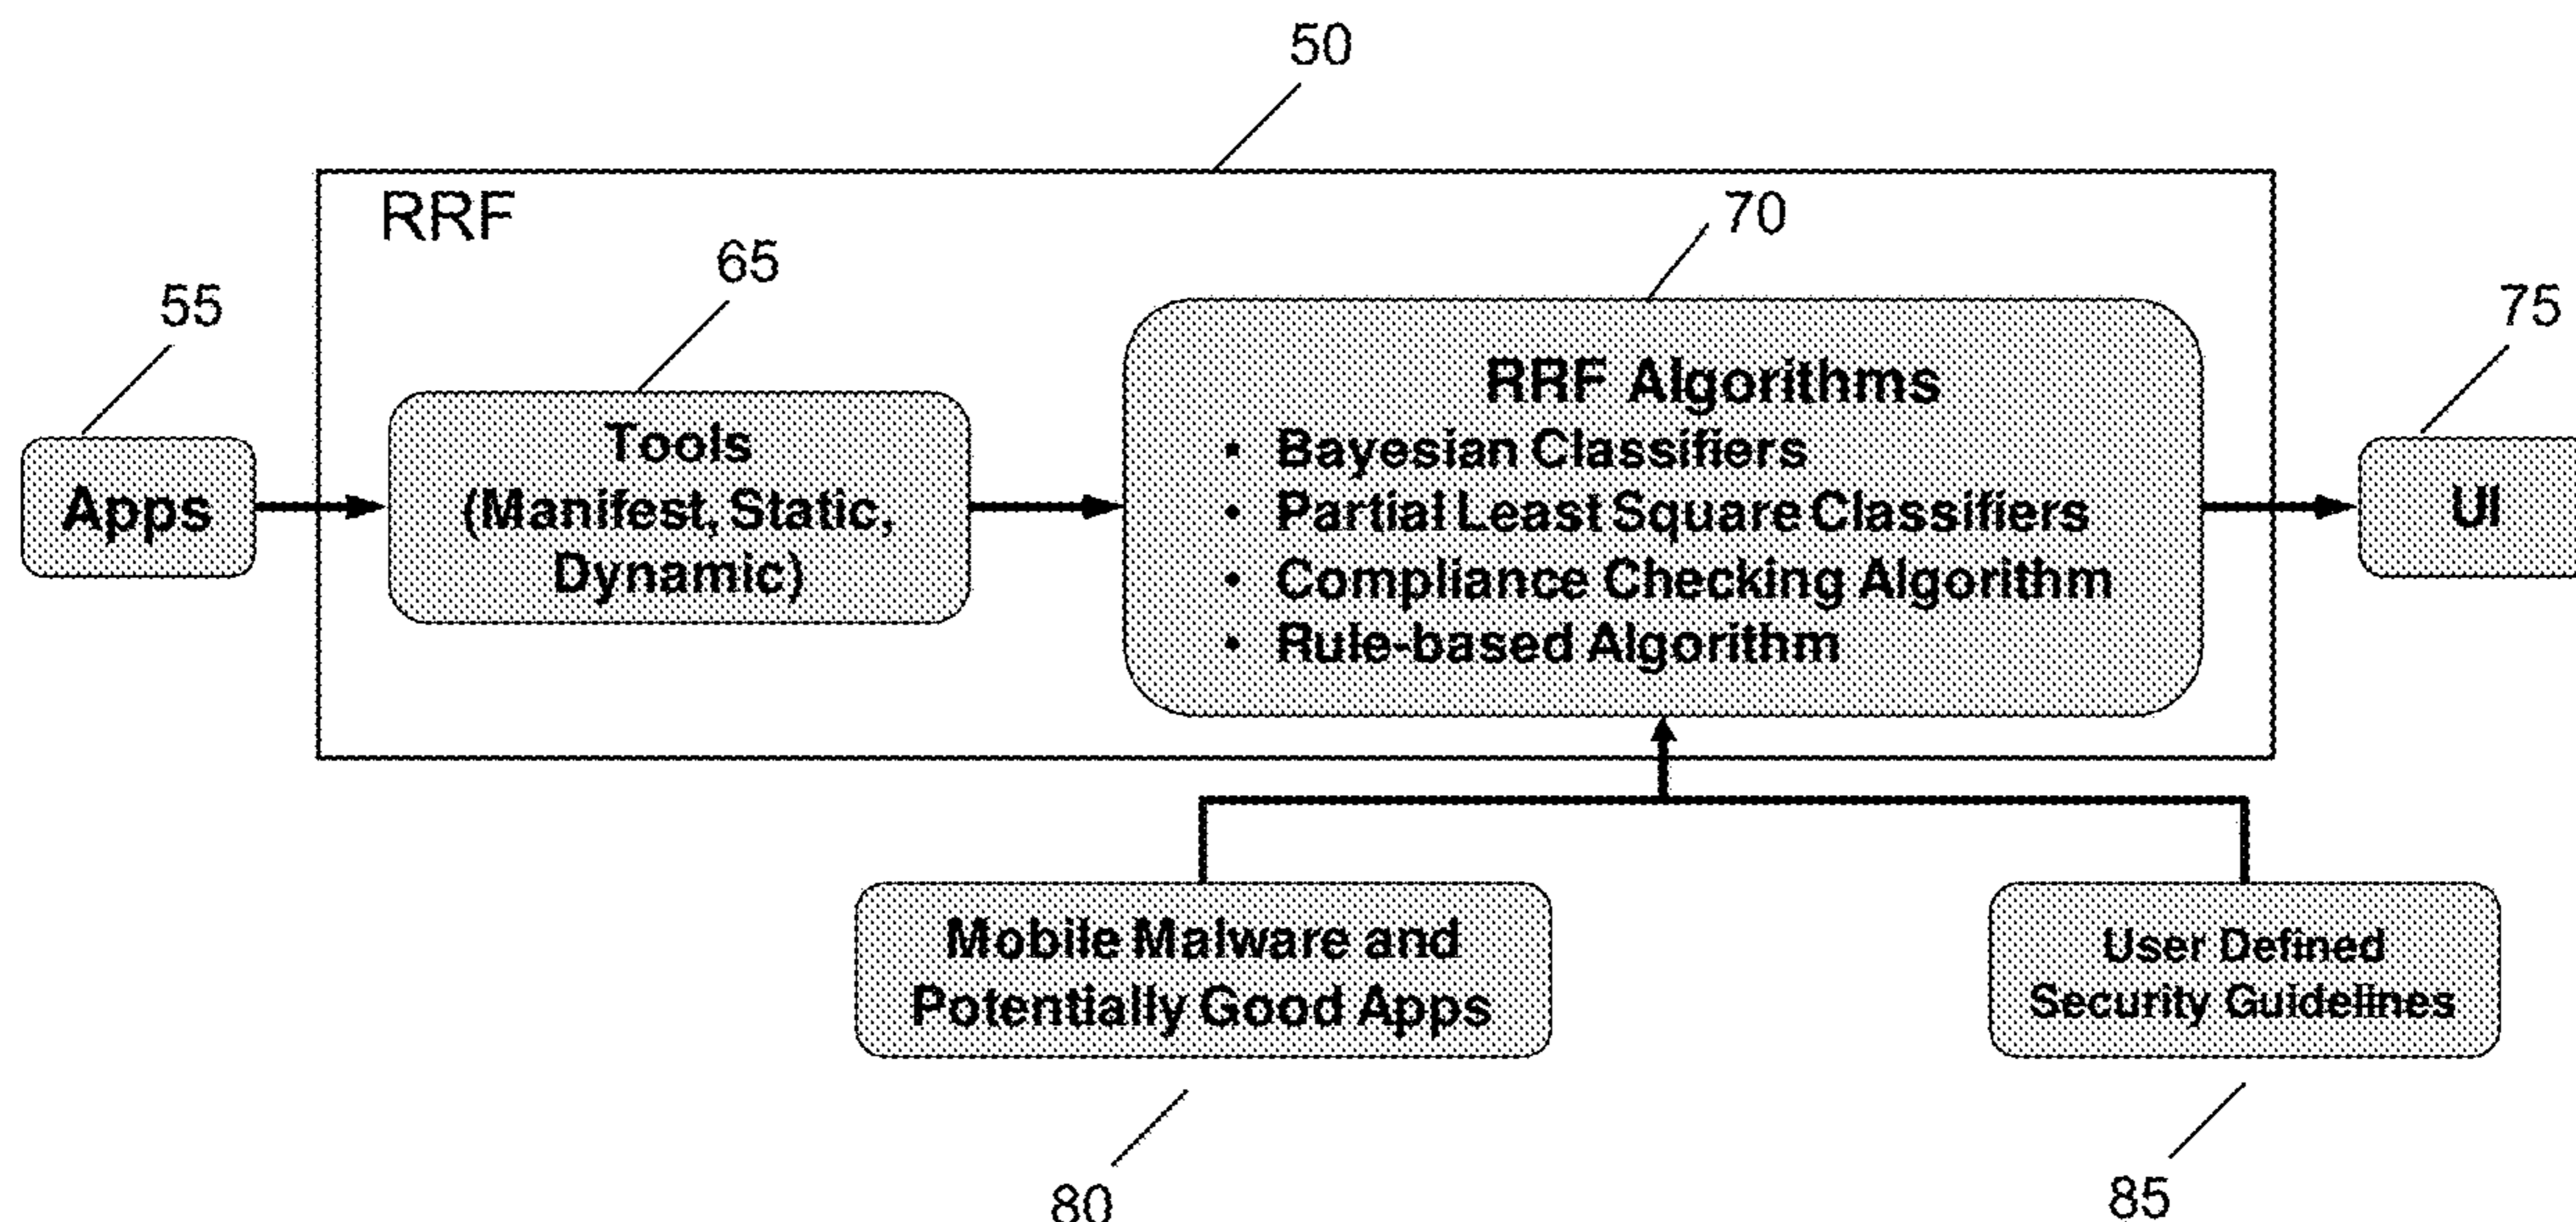 50
RRF
70
65
55
75
RRF Algorithms
• Bayesian Classifiers
• Partial Least Square Classifiers
• Compliance Checking Algorithm
• Rule-based Algorithm
Tools
(Manifest, Static,
Dynamic)
Apps
UI
Mobile Malware and
Potentially Good Apps
User Defined
Security Guidelines
80
85